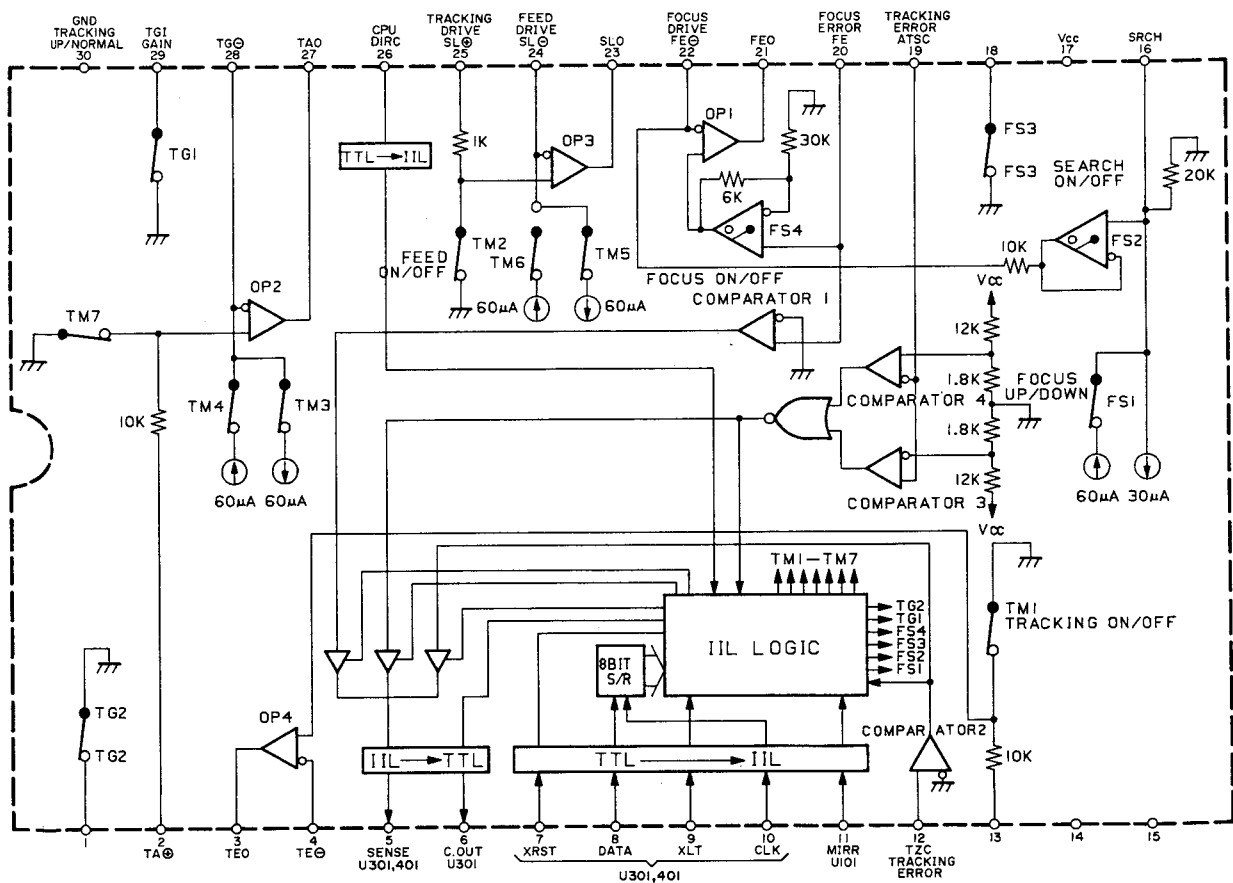 GND TRACKING UP/NORMAL 30
TG1 GAIN 29
TG⊖ 28
TAO 27
CPU DIRC 26
TRACKING DRIVE SL⊕ 25
FEED DRIVE SL⊖ 24
SLO 23
FOCUS DRIVE FE⊖ 22
FEO 21
FOCUS ERROR FE 20
TRACKING ERROR ATSC 19
18
Vcc 17
SRCH 16
TG1
TTL → IIL
1K
OP3
OP1
30K
6K
FS4
FS3
FS3
SEARCH ON/OFF
20K
FS2
10K
FEED ON/OFF
TM2
TM6
TM5
60µA
60µA
FOCUS ON/OFF
COMPARATOR 1
Vcc
12K
TM7
OP2
10K
TM4
TM3
60µA
60µA
1.8K
COMPARATOR 4
1.8K
FOCUS UP/DOWN
FS1
12K
COMPARATOR 3
Vcc
60µA
30µA
TM1–TM7
IIL LOGIC
8BIT S/R
TG2
TG1
FS4
FS3
FS2
FS1
TM1
TRACKING ON/OFF
TG2
TG2
OP4
IIL → TTL
TTL → IIL
COMPARATOR2
10K
1
2 TA⊕
3 TEO
4 TE⊖
5 SENSE U301,401
6 C.OUT U301
7 XRST
8 DATA
9 XLT
10 CLK
U301,401
11 MIRR U101
12 TZC TRACKING ERROR
13
14
15